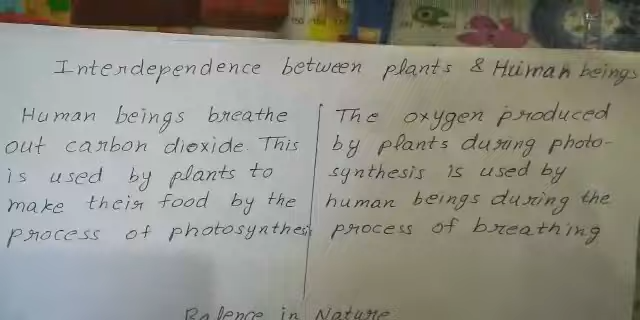 Interdependence between plants & Human beings
Human beings breathe
out carbon dioxide. This
is used by plants to
make their food by the
process of photosynthesis
The oxygen produced
by plants during photo-
synthesis is used by
human beings during the
process of breathing
Balence in Nature